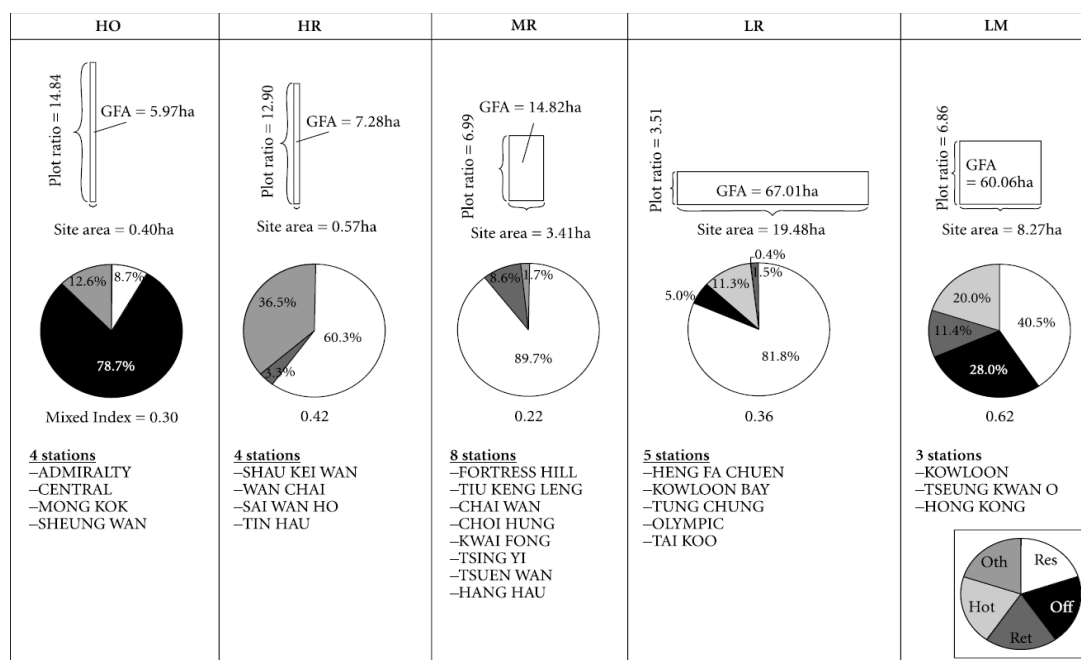 HO
Plot ratio = 14.84
GFA = 5.97ha
Site area = 0.40ha
12.6%
8.7%
78.7%
Mixed Index = 0.30
4 stations
–ADMIRALTY
–CENTRAL
–MONG KOK
–SHEUNG WAN
HR
Plot ratio = 12.90
GFA = 7.28ha
Site area = 0.57ha
36.5%
60.3%
3.3%
0.42
4 stations
–SHAU KEI WAN
–WAN CHAI
–SAI WAN HO
–TIN HAU
MR
GFA = 14.82ha
Plot ratio = 6.99
Site area = 3.41ha
8.6%
1.7%
89.7%
0.22
8 stations
–FORTRESS HILL
–TIU KENG LENG
–CHAI WAN
–CHOI HUNG
–KWAI FONG
–TSING YI
–TSUEN WAN
–HANG HAU
LR
Plot ratio = 3.51
GFA = 67.01ha
Site area = 19.48ha
0.4%
1.5%
11.3%
5.0%
81.8%
0.36
5 stations
–HENG FA CHUEN
–KOWLOON BAY
–TUNG CHUNG
–OLYMPIC
–TAI KOO
LM
Plot ratio = 6.86
GFA
= 60.06ha
Site area = 8.27ha
20.0%
40.5%
11.4%
28.0%
0.62
3 stations
–KOWLOON
–TSEUNG KWAN O
–HONG KONG
Oth
Res
Hot
Off
Ret